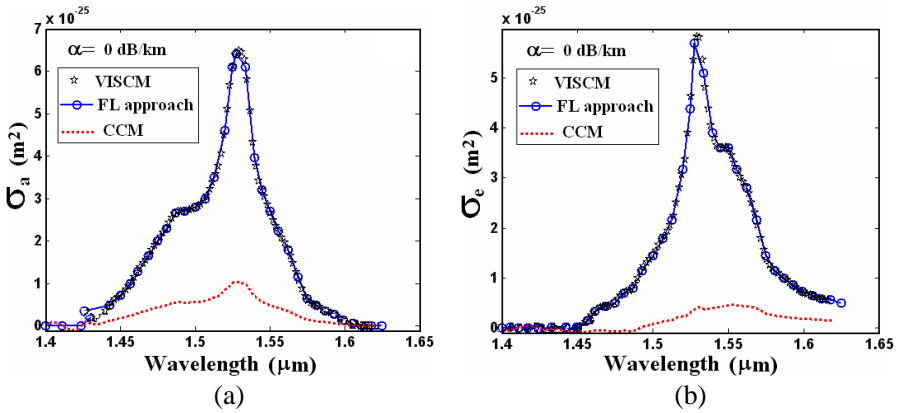 x 10⁻²⁵
7
6
5
4
3
2
1
0
σa (m²)
α= 0 dB/km
VISCM
FL approach
CCM
1.4 1.45 1.5 1.55 1.6 1.65
Wavelength (μm)
(a)
x 10⁻²⁵
6
5
4
3
2
1
0
σe (m²)
α= 0 dB/km
VISCM
FL approach
CCM
1.4 1.45 1.5 1.55 1.6 1.65
Wavelength (μm)
(b)